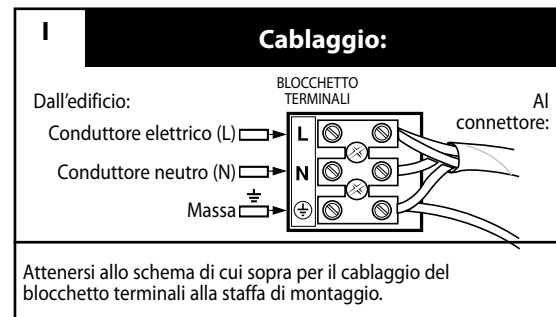 I
Cablaggio:
BLOCCHETTO
TERMINALI
Dall'edificio:
Al
connettore:
Conduttore elettrico (L)
L
Conduttore neutro (N)
N
Massa
Attenersi allo schema di cui sopra per il cablaggio del
blocchetto terminali alla staffa di montaggio.